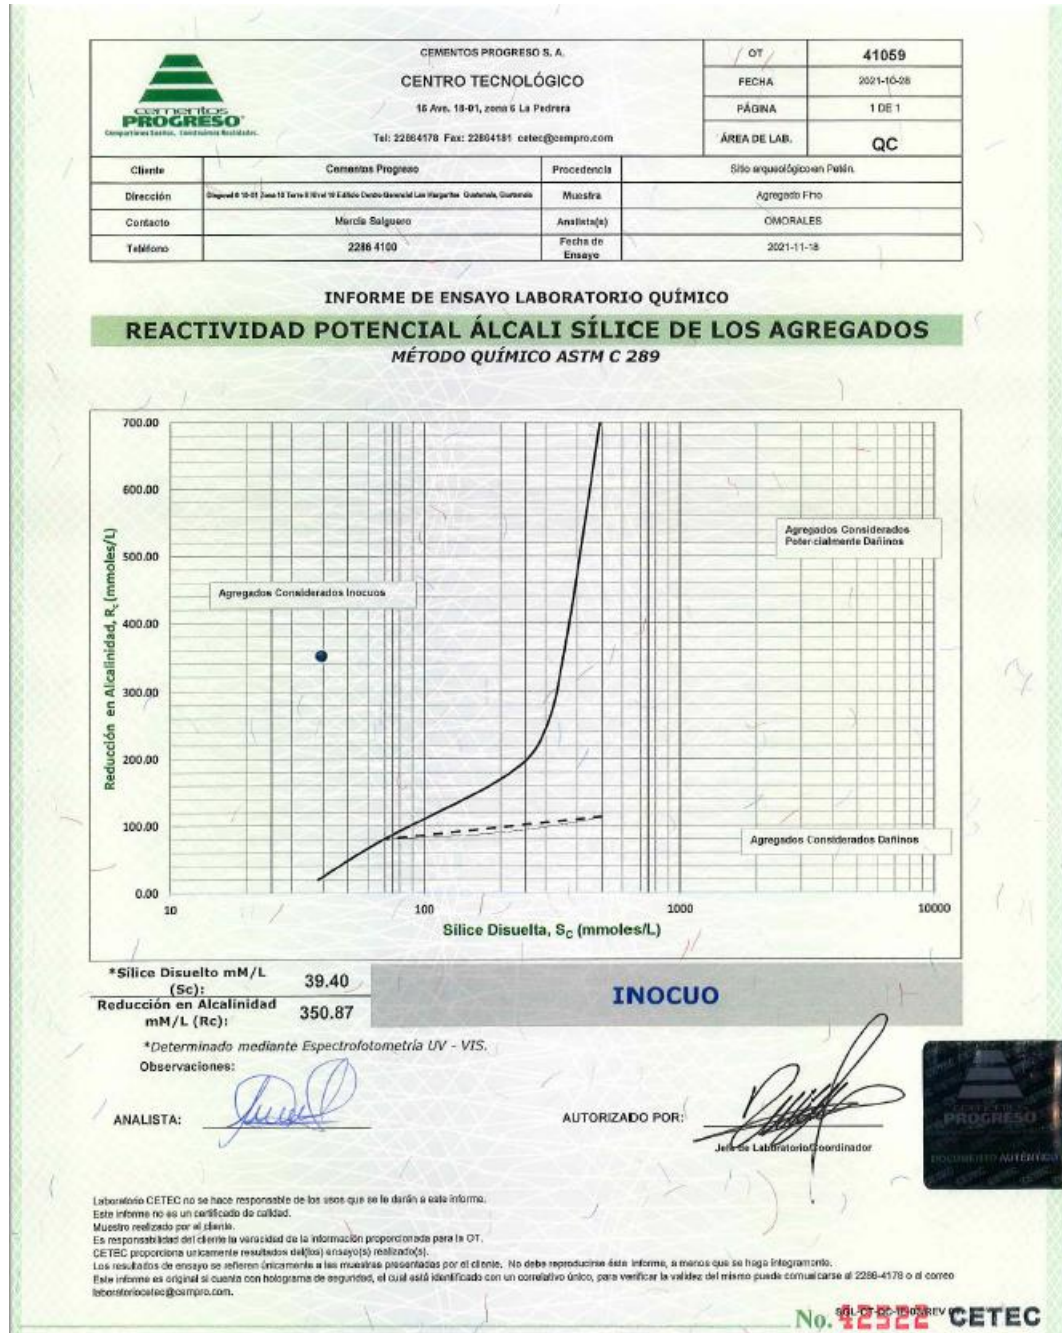 CEMENTOS PROGRESO S. A.
CENTRO TECNOLÓGICO
Tel: 22864178 Fax: 22864181 cetec@cempro.com
cementos
PROGRESO
OT 41059
FECHA 2021-10-28
PÁGINA 1 DE 1
ÁREA DE LAB. QC
Cliente Cementos Progreso Procedencia Sitio arqueológico en Petén.
Dirección Muestra Agregado Fino
Contacto Marcia Salguero Analista(s) OMORALES
Teléfono 2286 4100 Fecha de Ensayo 2021-11-18
INFORME DE ENSAYO LABORATORIO QUÍMICO
REACTIVIDAD POTENCIAL ÁLCALI SÍLICE DE LOS AGREGADOS
MÉTODO QUÍMICO ASTM C 289
Reducción en Alcalinidad, Rc (mmoles/L)
700.00
600.00
500.00
400.00
300.00
200.00
100.00
0.00
Agregados Considerados
Potencialmente Dañinos
Agregados Considerados Inocuos
Agregados Considerados Dañinos
10 100 1000 10000
Sílice Disuelta, SC (mmoles/L)
*Sílice Disuelto mM/L (Sc): 39.40
Reducción en Alcalinidad mM/L (Rc): 350.87
INOCUO
*Determinado mediante Espectrofotometría UV - VIS.
Observaciones:
ANALISTA:
AUTORIZADO POR:
Jefe de Laboratorio/Coordinador
PROGRESO
DOCUMENTO AUTÉNTICO
Laboratorio CETEC no se hace responsable de los usos que se le darán a este informe.
Este informe no es un certificado de calidad.
Muestreo realizado por el cliente.
Es responsabilidad del cliente la veracidad de la información proporcionada para la OT.
CETEC proporciona unicamente resultados del(los) ensayo(s) realizado(s).
Los resultados de ensayo se refieren únicamente a las muestras presentadas por el cliente. No debe reproducirse éste informe, a menos que se haga íntegramente.
Este informe es original si cuenta con holograma de seguridad, el cual está identificado con un correlativo único, para verificar la validez del mismo puede comunicarse al 2286-4178 o al correo
laboratoriocetec@cempro.com.
No. 42522 CETEC